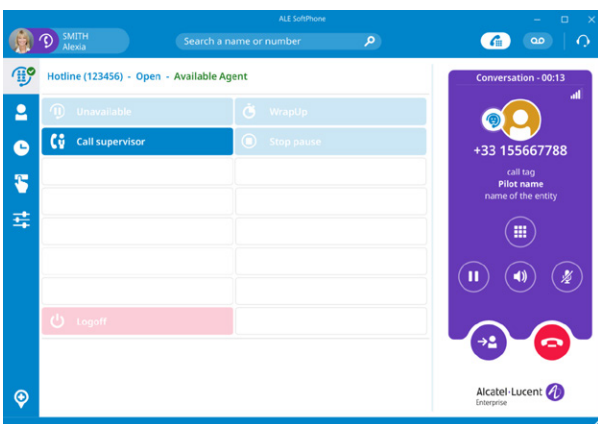 ALE SoftPhone
SMITH
Alexia
Search a name or number
Hotline (123456) - Open - Available Agent
Unavailable
WrapUp
Call supervisor
Stop pause
Logoff
Conversation - 00:13
+33 155667788
call tag
Pilot name
name of the entity
Alcatel·Lucent
Enterprise